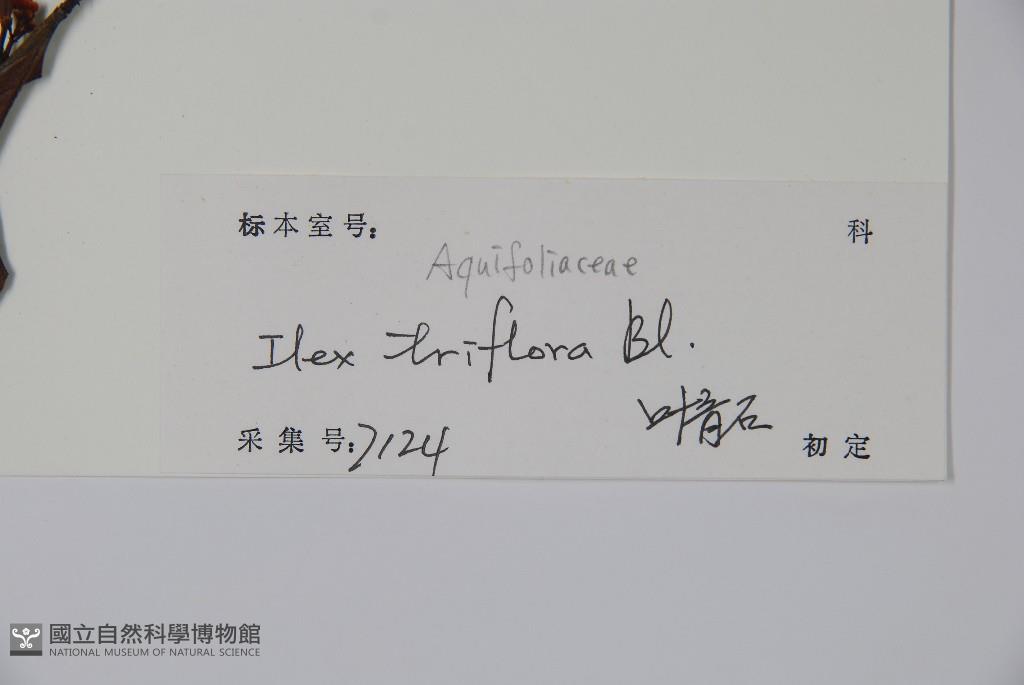 标本室号: 科
Aquifoliaceae
Ilex triflora Bl.
叶育石
采集号:7124 初定
國立自然科學博物館
NATIONAL MUSEUM OF NATURAL SCIENCE